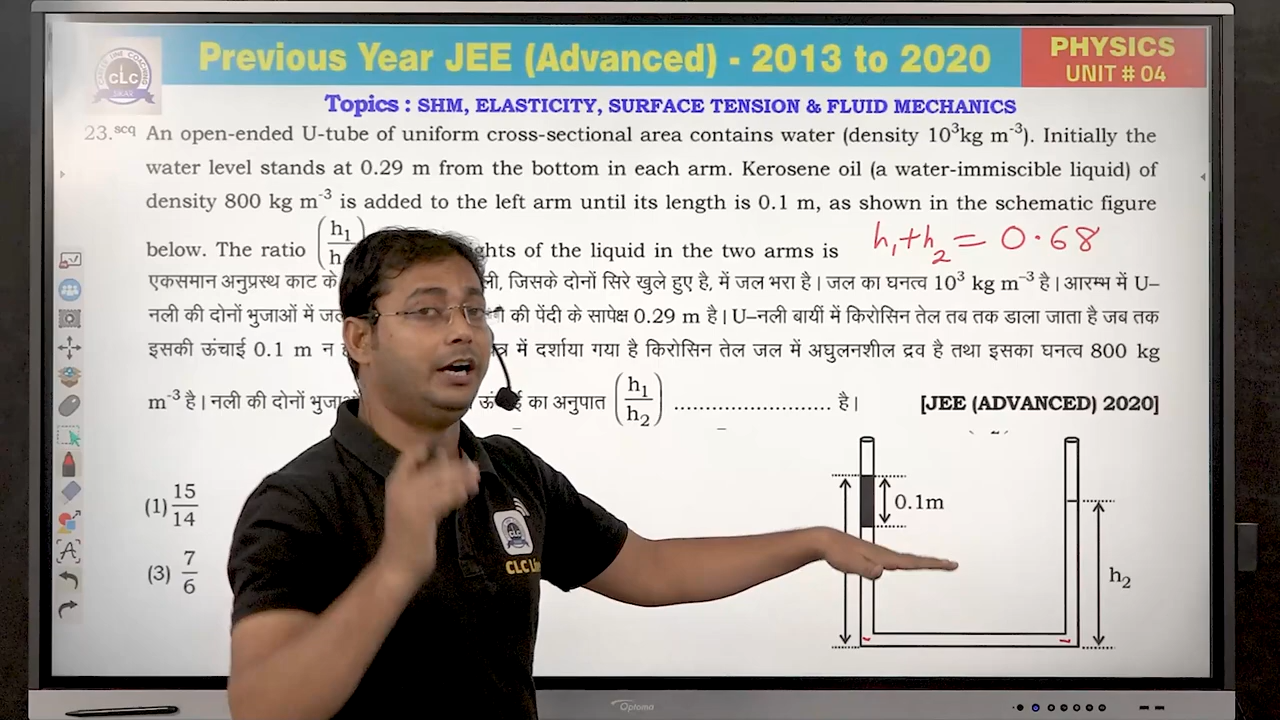 Previous Year JEE (Advanced) - 2013 to 2020
PHYSICS
UNIT # 04
CLC
SIKAR
Topics : SHM, ELASTICITY, SURFACE TENSION & FLUID MECHANICS
23.scq An open-ended U-tube of uniform cross-sectional area contains water (density 10³kg m⁻³). Initially the
water level stands at 0.29 m from the bottom in each arm. Kerosene oil (a water-immiscible liquid) of
density 800 kg m⁻³ is added to the left arm until its length is 0.1 m, as shown in the schematic figure
below. The ratio (h₁/h of the liquid in the two arms is
h₁+h₂ = 0.68
एकसमान अनुप्रस्थ काट के जिसके दोनों सिरे खुले हुए है, में जल भरा है। जल का घनत्व 10³ kg m⁻³ है। आरम्भ में U–
नली की दोनों भुजाओं में की पेंदी के सापेक्ष 0.29 m है। U–नली बायीं में किरोसिन तेल तब तक डाला जाता है जब तक
इसकी ऊंचाई 0.1 m न में दर्शाया गया है किरोसिन तेल जल में अघुलनशील द्रव है तथा इसका घनत्व 800 kg
m⁻³ है। नली की दोनों का अनुपात (h₁/h₂) .......................... है।
[JEE (ADVANCED) 2020]
(1) 15/14
(3) 7/6
0.1m
h₂
CLC
CLC
Optoma